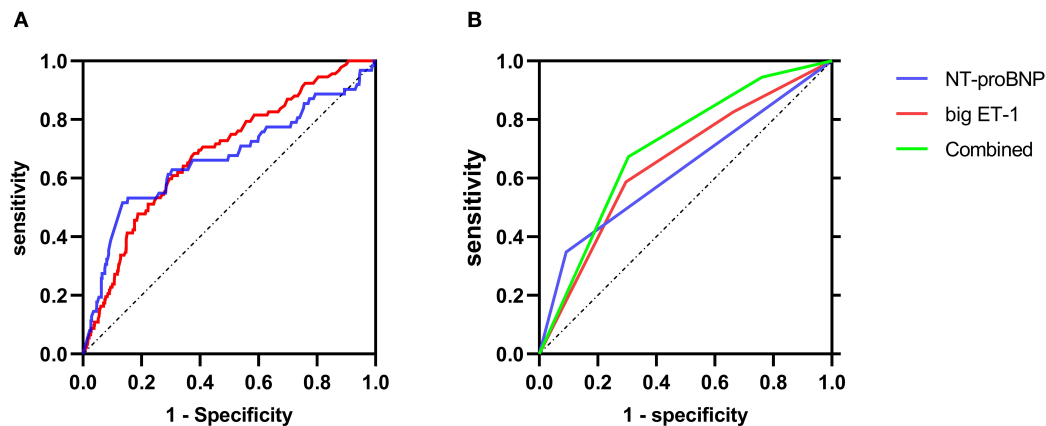 A
sensitivity
1.0
0.8
0.6
0.4
0.2
0.0
0.0 0.2 0.4 0.6 0.8 1.0
1 - Specificity
B
sensitivity
1.0
0.8
0.6
0.4
0.2
0.0
0.0 0.2 0.4 0.6 0.8 1.0
1 - specificity
NT-proBNP
big ET-1
Combined